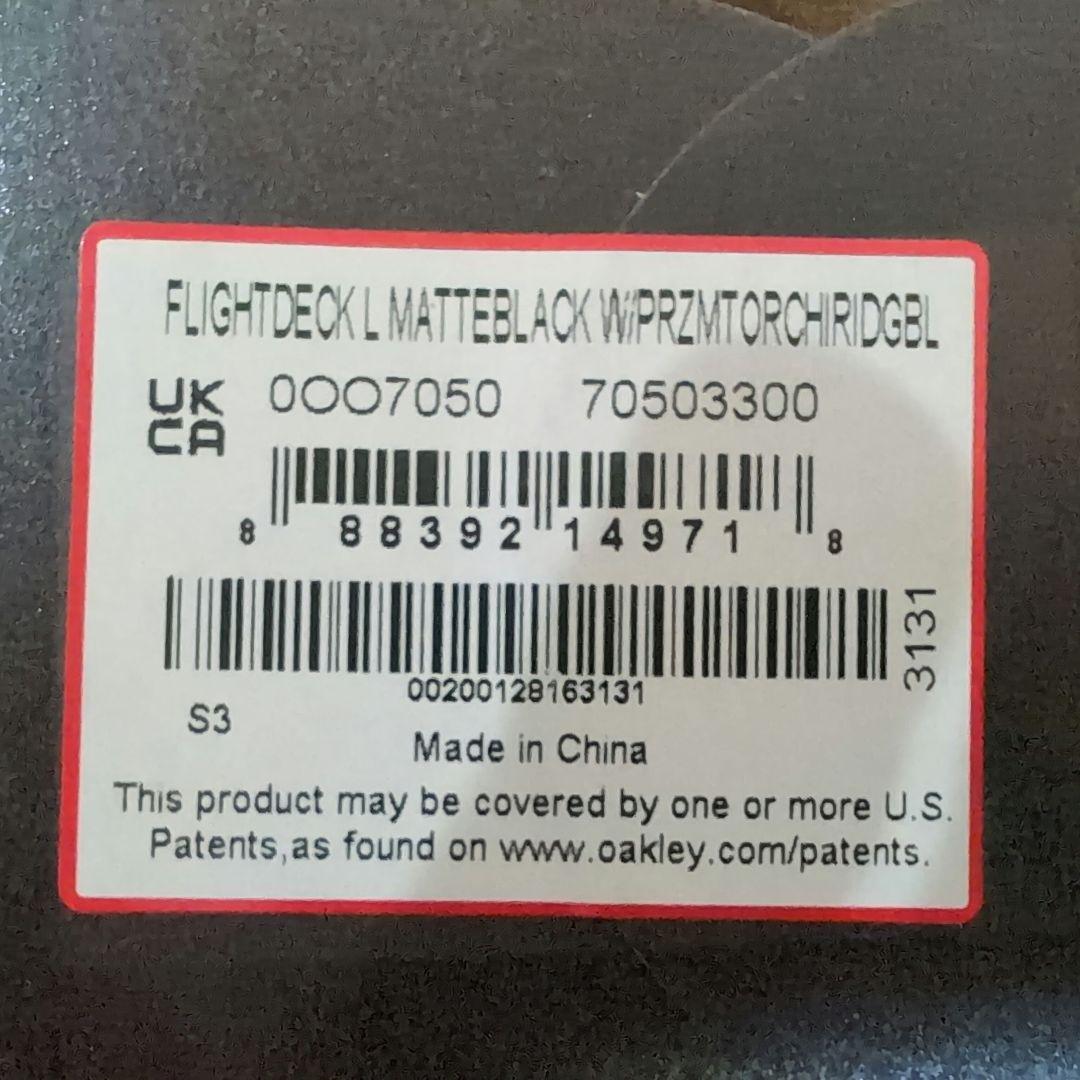 FLIGHTDECK L MATTEBLACK W/PRZMTORCHIRIDGBL
UK
CA
0OO7050 70503300
8 88392 14971 8
00200128163131
3131
S3
Made in China
This product may be covered by one or more U.S.
Patents,as found on www.oakley.com/patents.